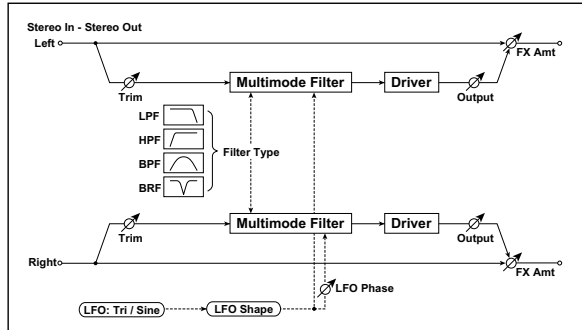 Stereo In - Stereo Out
Left
FX Amt
Trim
Multimode Filter
Driver
Output
LPF
HPF
Filter Type
BPF
BRF
Multimode Filter
Driver
Trim
Output
Right
FX Amt
LFO Phase
LFO: Tri / Sine
LFO Shape